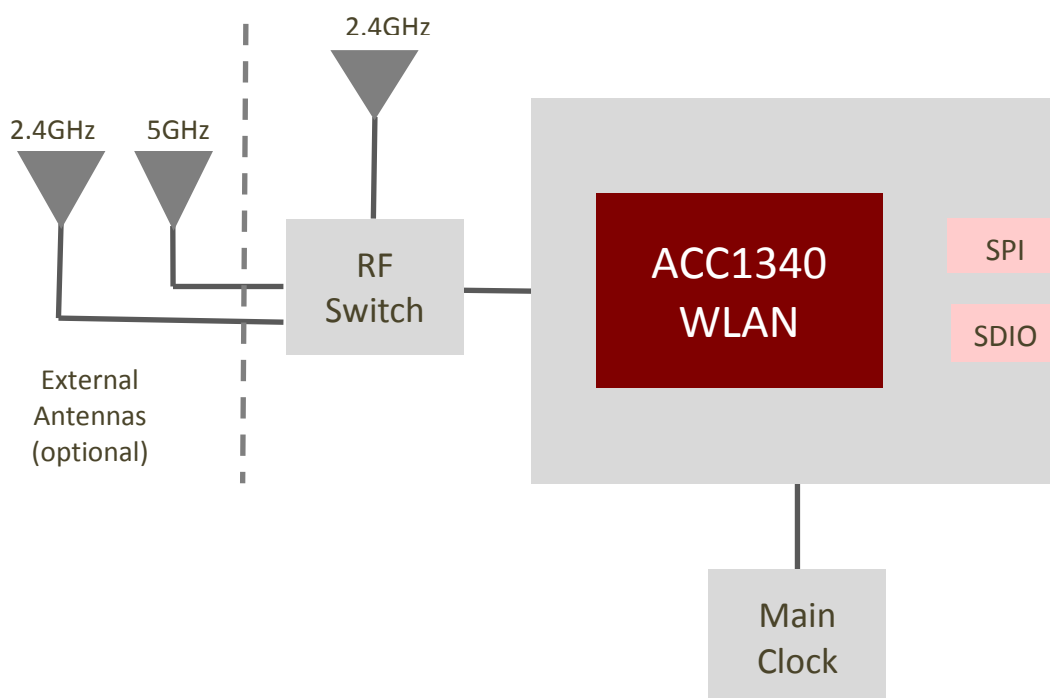 2.4GHz
2.4GHz
5GHz
RF
Switch
ACC1340
WLAN
SPI
SDIO
External
Antennas
(optional)
Main
Clock